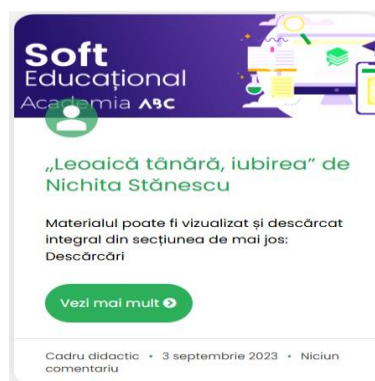 Soft
Educațional
Academia ABC
„Leoaică tânără, iubirea” de
Nichita Stănescu
Materialul poate fi vizualizat și descărcat
integral din secțiunea de mai jos:
Descărcări
Vezi mai mult
Cadru didactic • 3 septembrie 2023 • Niciun
comentariu